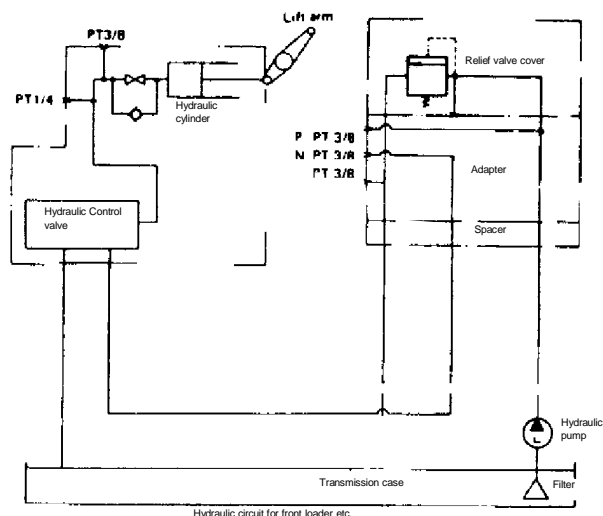 Lift arm
PT3/8
Relief valve cover
PT1/4
Hydraulic
cylinder
P PT 3/8
N PT 3/8
PT 3/8
Adapter
Hydraulic Control
valve
Spacer
Hydraulic
pump
Transmission case
Filter
Hydraulic circuit for front loader etc